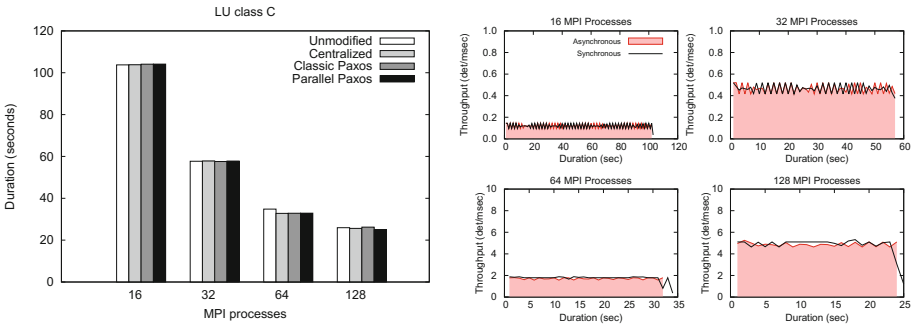 LU class C
120
100
80
60
40
20
0
Duration (seconds)
Unmodified
Centralized
Classic Paxos
Parallel Paxos
16 32 64 128
MPI processes
16 MPI Processes
1.0
0.8
0.6
0.4
0.2
0.0
Throughput (det/msec)
Asynchronous
Synchronous
0 20 40 60 80 100 120
Duration (sec)
32 MPI Processes
1.0
0.8
0.6
0.4
0.2
0.0
Throughput (det/msec)
0 10 20 30 40 50 60
Duration (sec)
64 MPI Processes
10
8
6
4
2
0
Throughput (det/msec)
0 5 10 15 20 25 30 35
Duration (sec)
128 MPI Processes
10
8
6
4
2
0
Throughput (det/msec)
0 5 10 15 20 25
Duration (sec)